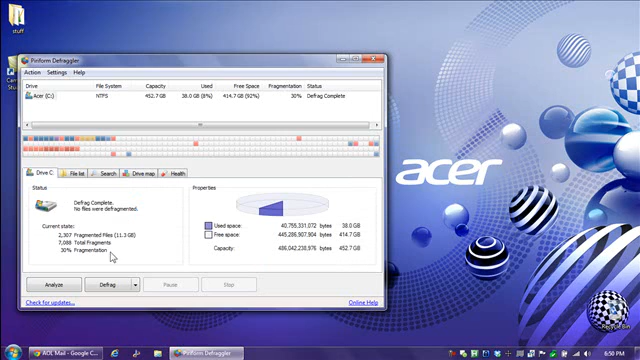 stuff
Piriform Defraggler
Action Settings Help
Drive File System Capacity Used Free Space Fragmentation Status
Acer (C:) NTFS 452.7 GB 38.0 GB (8%) 414.7 GB (92%) 30% Defrag Complete
Drive C: File list Search Drive map Health
Status
Defrag Complete.
No files were defragmented.
Current state:
2,307 Fragmented Files (11.3 GB)
7,088 Total Fragments
30% Fragmentation
Properties
Used space: 40,755,331,072 bytes 38.0 GB
Free space: 445,286,907,904 bytes 414.7 GB
Capacity: 486,042,238,976 bytes 452.7 GB
Analyze Defrag Pause Stop
Check for updates... Online Help
acer
Recycle Bin
AOL Mail - Google C... Piriform Defraggler 6:50 PM